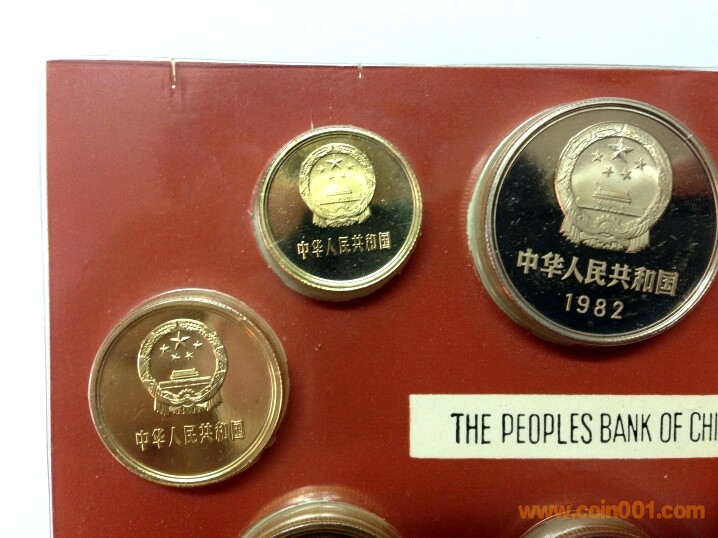 中华人民共和国
中华人民共和国
1982
中华人民共和国
THE PEOPLES BANK OF CHI
www.coin001.com